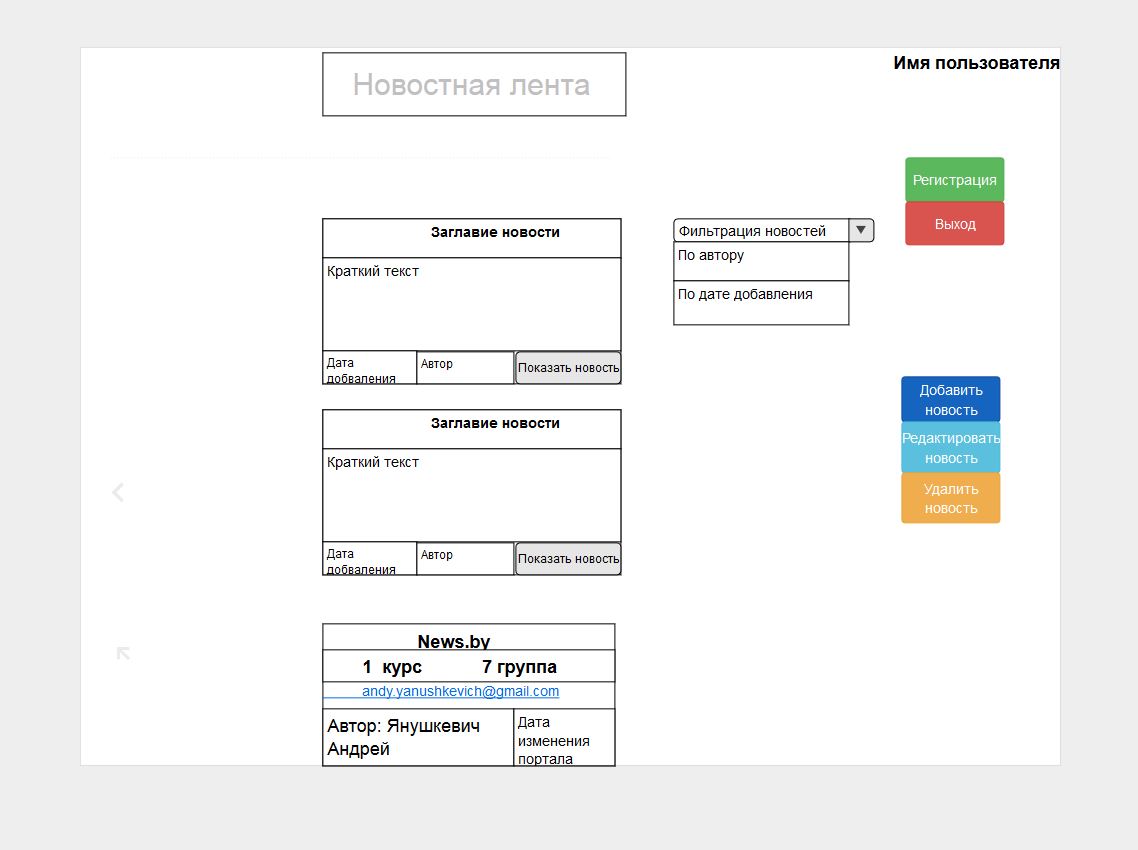 Новостная лента
Имя пользователя
Регистрация
Выход
Заглавие новости
Краткий текст
Дата
добваления
Автор
Показать новость
Фильтрация новостей
По автору
По дате добавления
Добавить
новость
Редактировать
новость
Удалить
новость
Заглавие новости
Краткий текст
Дата
добваления
Автор
Показать новость
News.by
1 курс 7 группа
andy.yanushkevich@gmail.com
Автор: Янушкевич
Андрей
Дата
изменения
портала